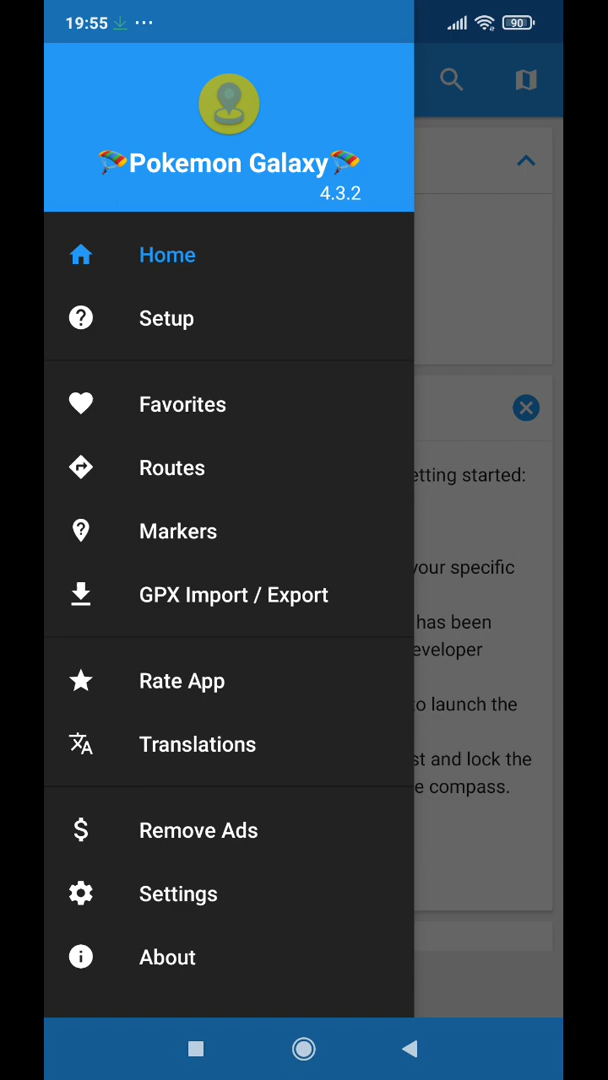 19:55
90
🪂Pokemon Galaxy🪂
4.3.2
Home
Setup
Favorites
etting started:
Routes
Markers
your specific
GPX Import / Export
has been
eveloper
Rate App
to launch the
Translations
st and lock the
e compass.
Remove Ads
Settings
About